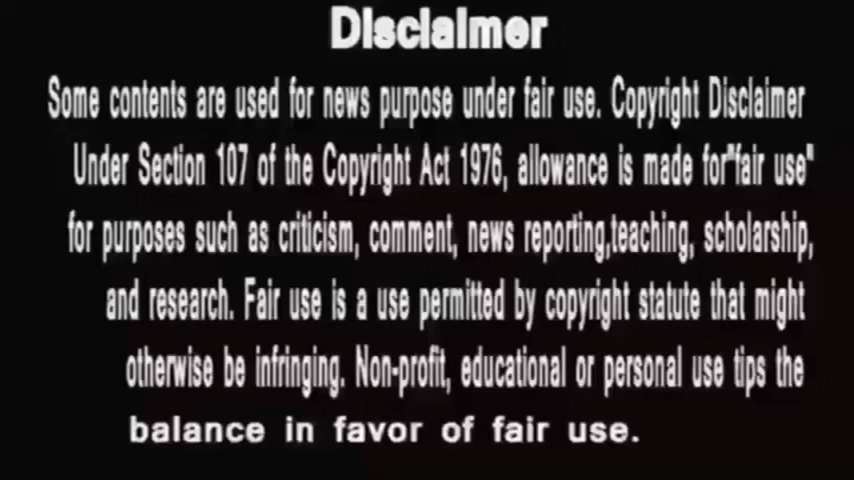 Disclaimer
Some contents are used for news purpose under fair use. Copyright Disclaimer
Under Section 107 of the Copyright Act 1976, allowance is made for"fair use"
for purposes such as criticism, comment, news reporting,teaching, scholarship,
and research. Fair use is a use permitted by copyright statute that might
otherwise be infringing. Non-profit, educational or personal use tips the
balance in favor of fair use.